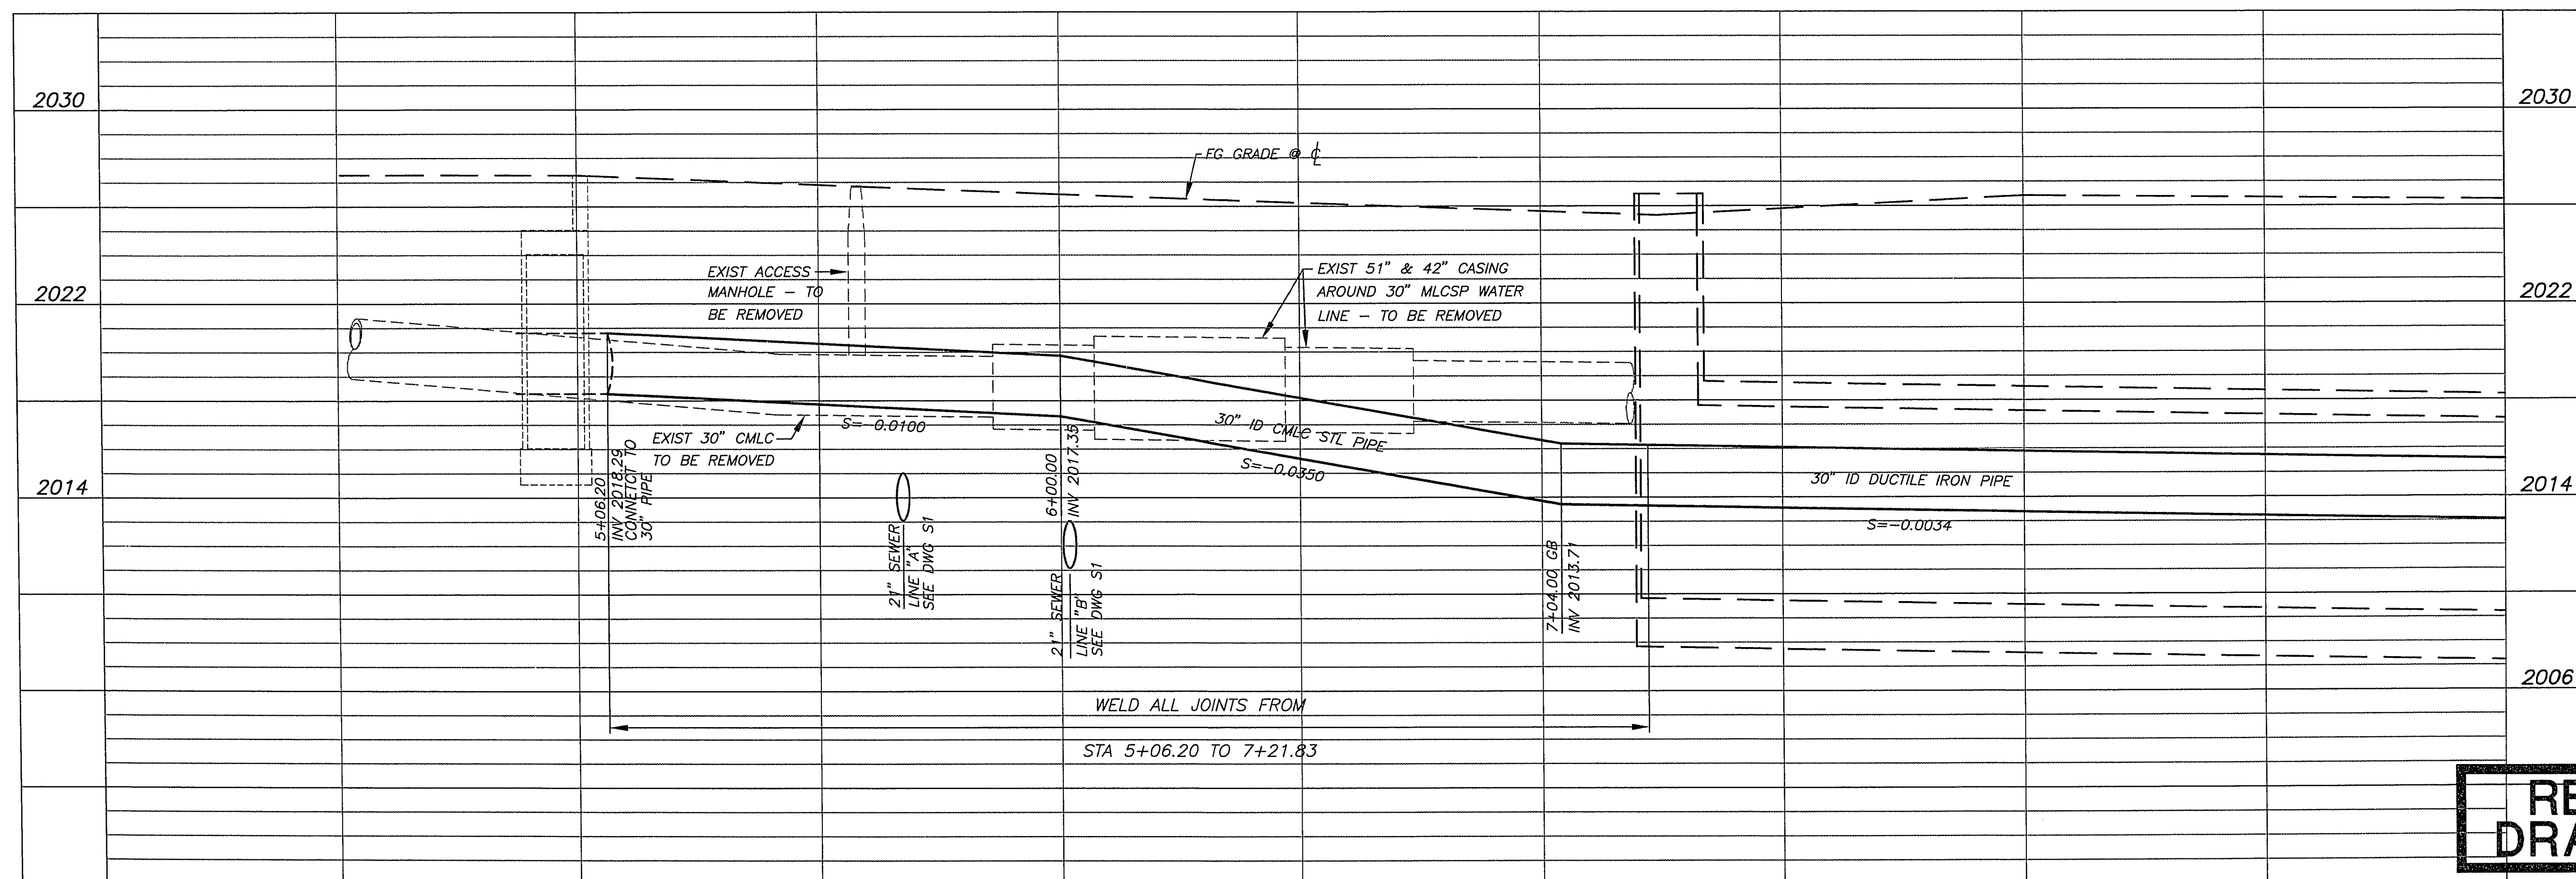 2030
2030
FG GRADE @ ℄
EXIST ACCESS
MANHOLE - TO
BE REMOVED
EXIST 51" & 42" CASING
AROUND 30" MLCSP WATER
LINE - TO BE REMOVED
2022
2022
EXIST 30" CMLC
TO BE REMOVED
S=-0.0100
30" ID CMLC STL PIPE
S=-0.0350
30" ID DUCTILE IRON PIPE
S=-0.0034
2014
2014
5+06.20
INV 2018.29
CONNETCT TO
30" PIPE
21" SEWER
LINE "A"
SEE DWG S1
6+00.00
INV 2017.35
21" SEWER
LINE "B"
SEE DWG S1
7+04.00 GB
INV 2013.71
2006
WELD ALL JOINTS FROM
STA 5+06.20 TO 7+21.83